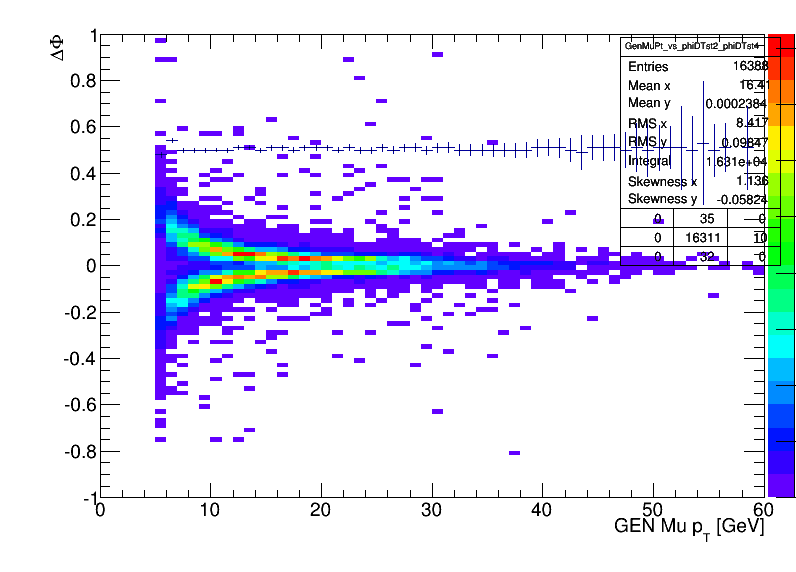 GenMuPt_vs_phiDTst2_phiDTst4
Entries 16388
Mean x 16.41
Mean y 0.0002384
RMS x 8.417
RMS y 0.09847
Integral 1.631e+04
Skewness x 1.136
Skewness y -0.05824
0 35 0
0 16311 10
0 32 0
ΔΦ
1
0.8
0.6
0.4
0.2
0
-0.2
-0.4
-0.6
-0.8
-1
0 10 20 30 40 50 60
GEN Mu pT [GeV]